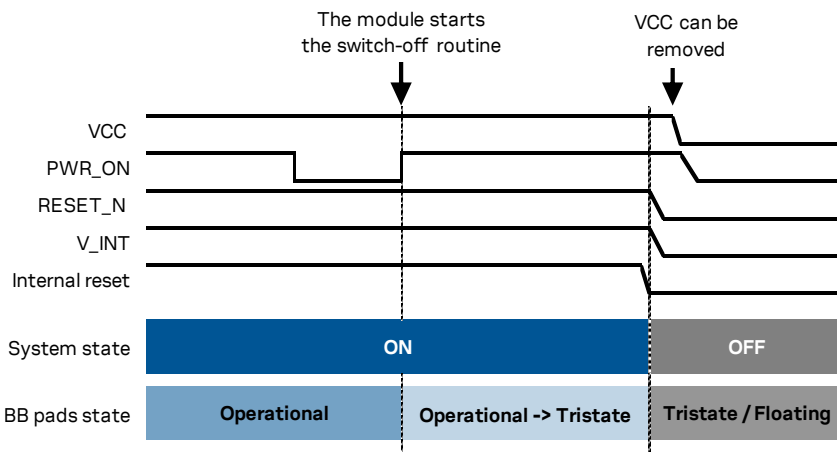 The module starts
the switch-off routine
VCC can be
removed
VCC
PWR_ON
RESET_N
V_INT
Internal reset
System state
ON
OFF
BB pads state
Operational
Operational -> Tristate
Tristate / Floating